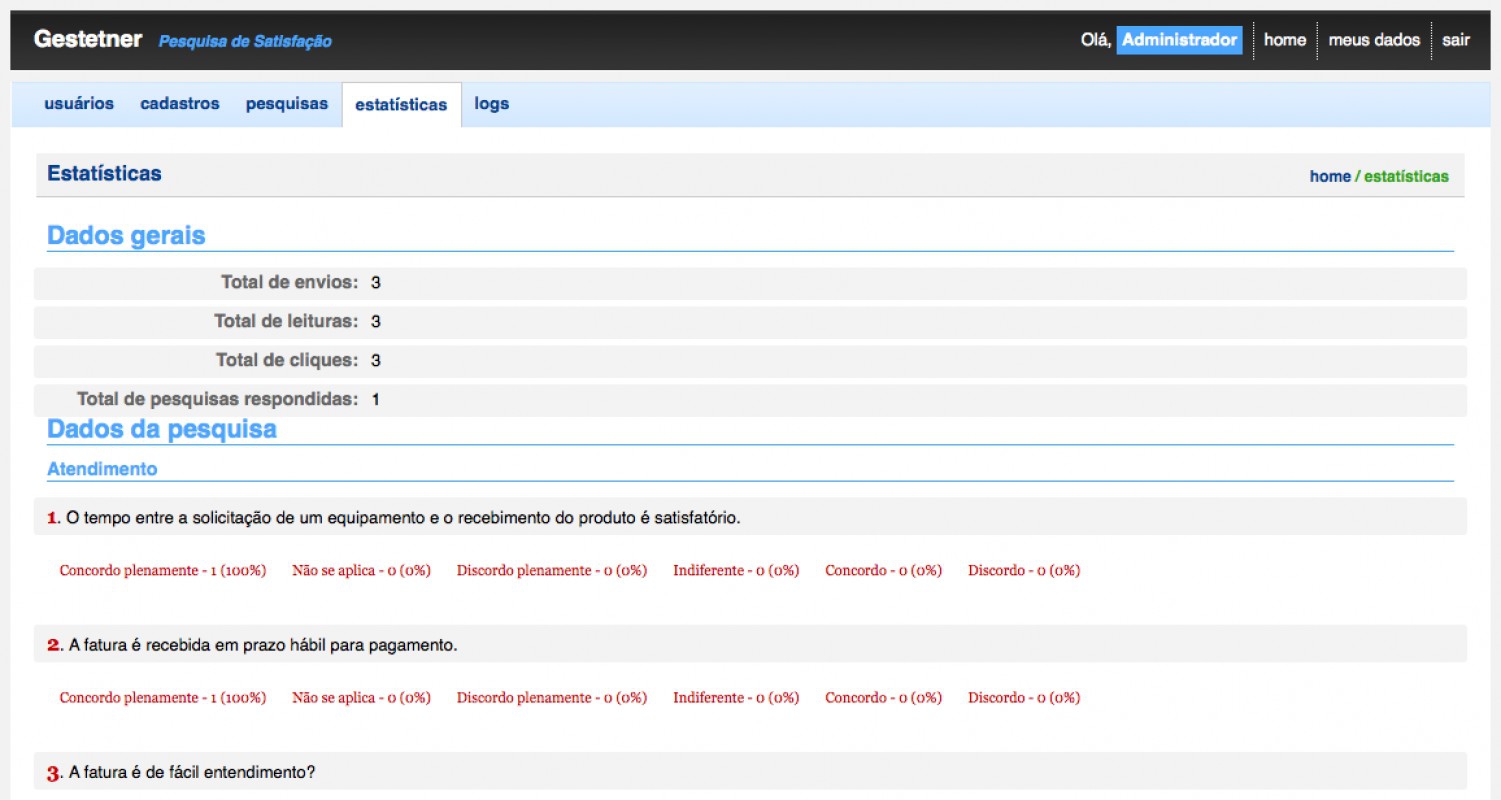 Gestetner Pesquisa de Satisfação Olá, Administrador home meus dados sair
usuários cadastros pesquisas estatísticas logs
Estatísticas home / estatísticas
Dados gerais
Total de envios: 3
Total de leituras: 3
Total de cliques: 3
Total de pesquisas respondidas: 1
Dados da pesquisa
Atendimento
1. O tempo entre a solicitação de um equipamento e o recebimento do produto é satisfatório.
Concordo plenamente - 1 (100%) Não se aplica - 0 (0%) Discordo plenamente - 0 (0%) Indiferente - 0 (0%) Concordo - 0 (0%) Discordo - 0 (0%)
2. A fatura é recebida em prazo hábil para pagamento.
Concordo plenamente - 1 (100%) Não se aplica - 0 (0%) Discordo plenamente - 0 (0%) Indiferente - 0 (0%) Concordo - 0 (0%) Discordo - 0 (0%)
3. A fatura é de fácil entendimento?